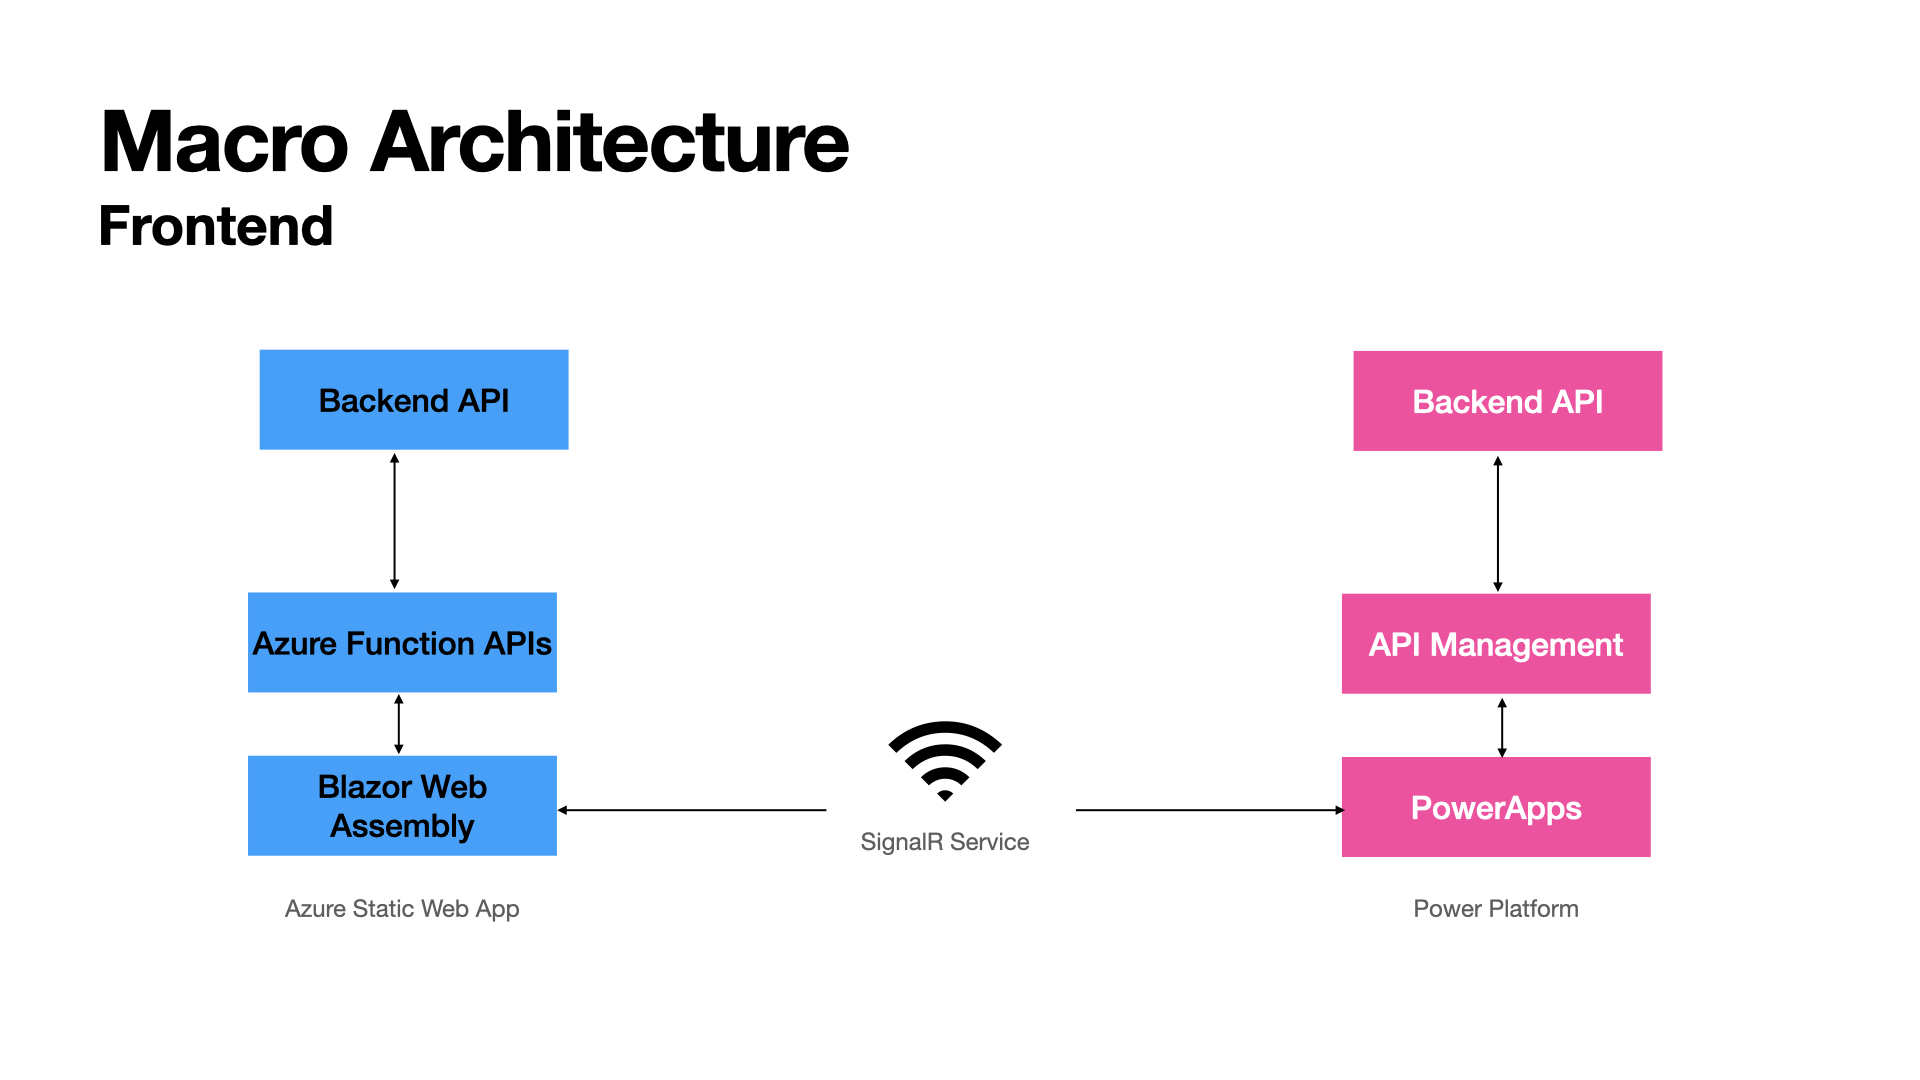 Macro Architecture
Frontend
Backend API
Backend API
Azure Function APIs
API Management
Blazor Web
Assembly
SignalR Service
PowerApps
Azure Static Web App
Power Platform